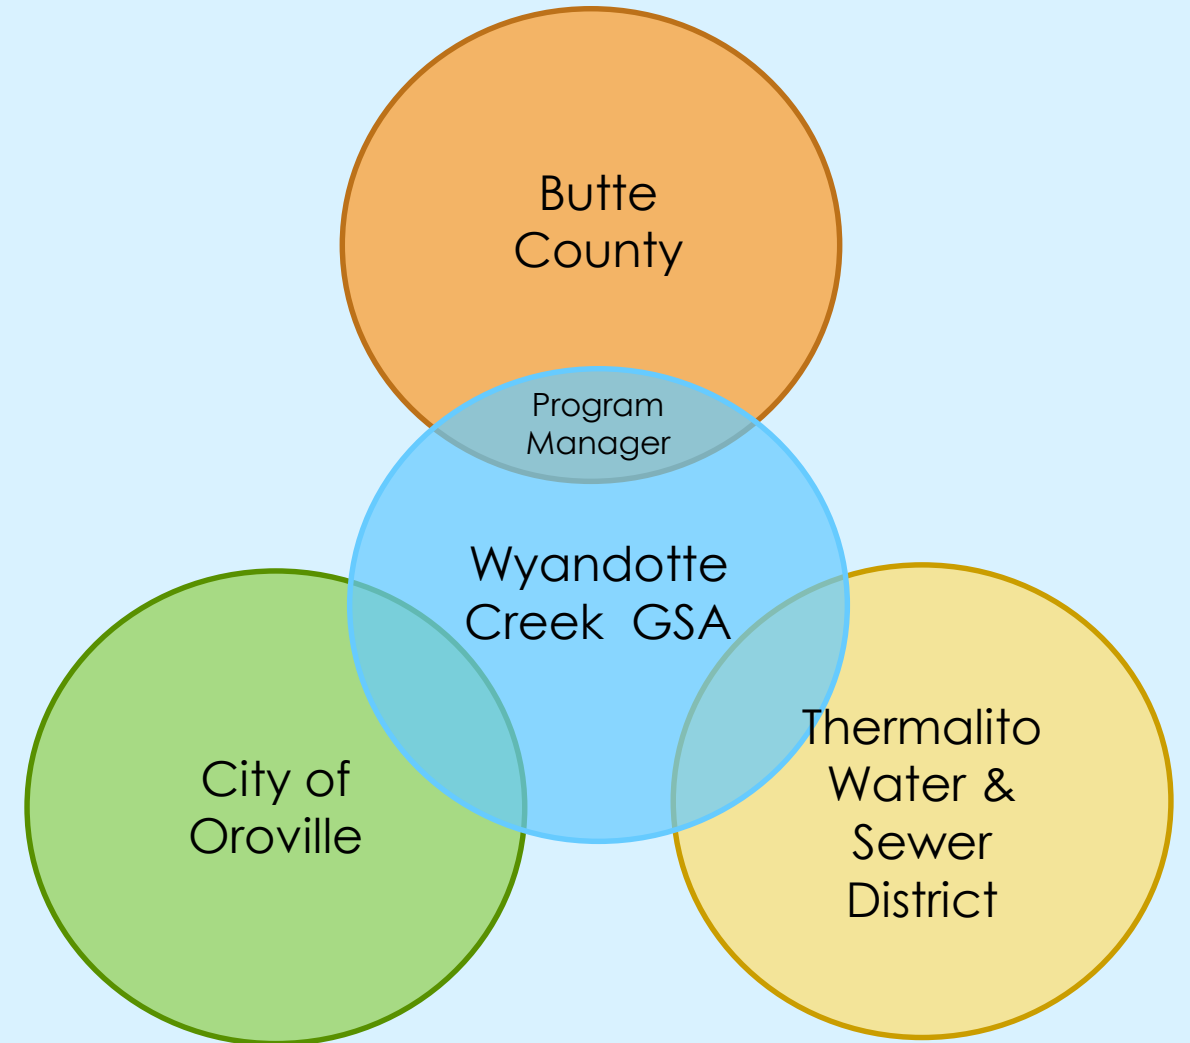 Butte
County
Program
Manager
Wyandotte
Creek GSA
City of
Oroville
Thermalito
Water &
Sewer
District